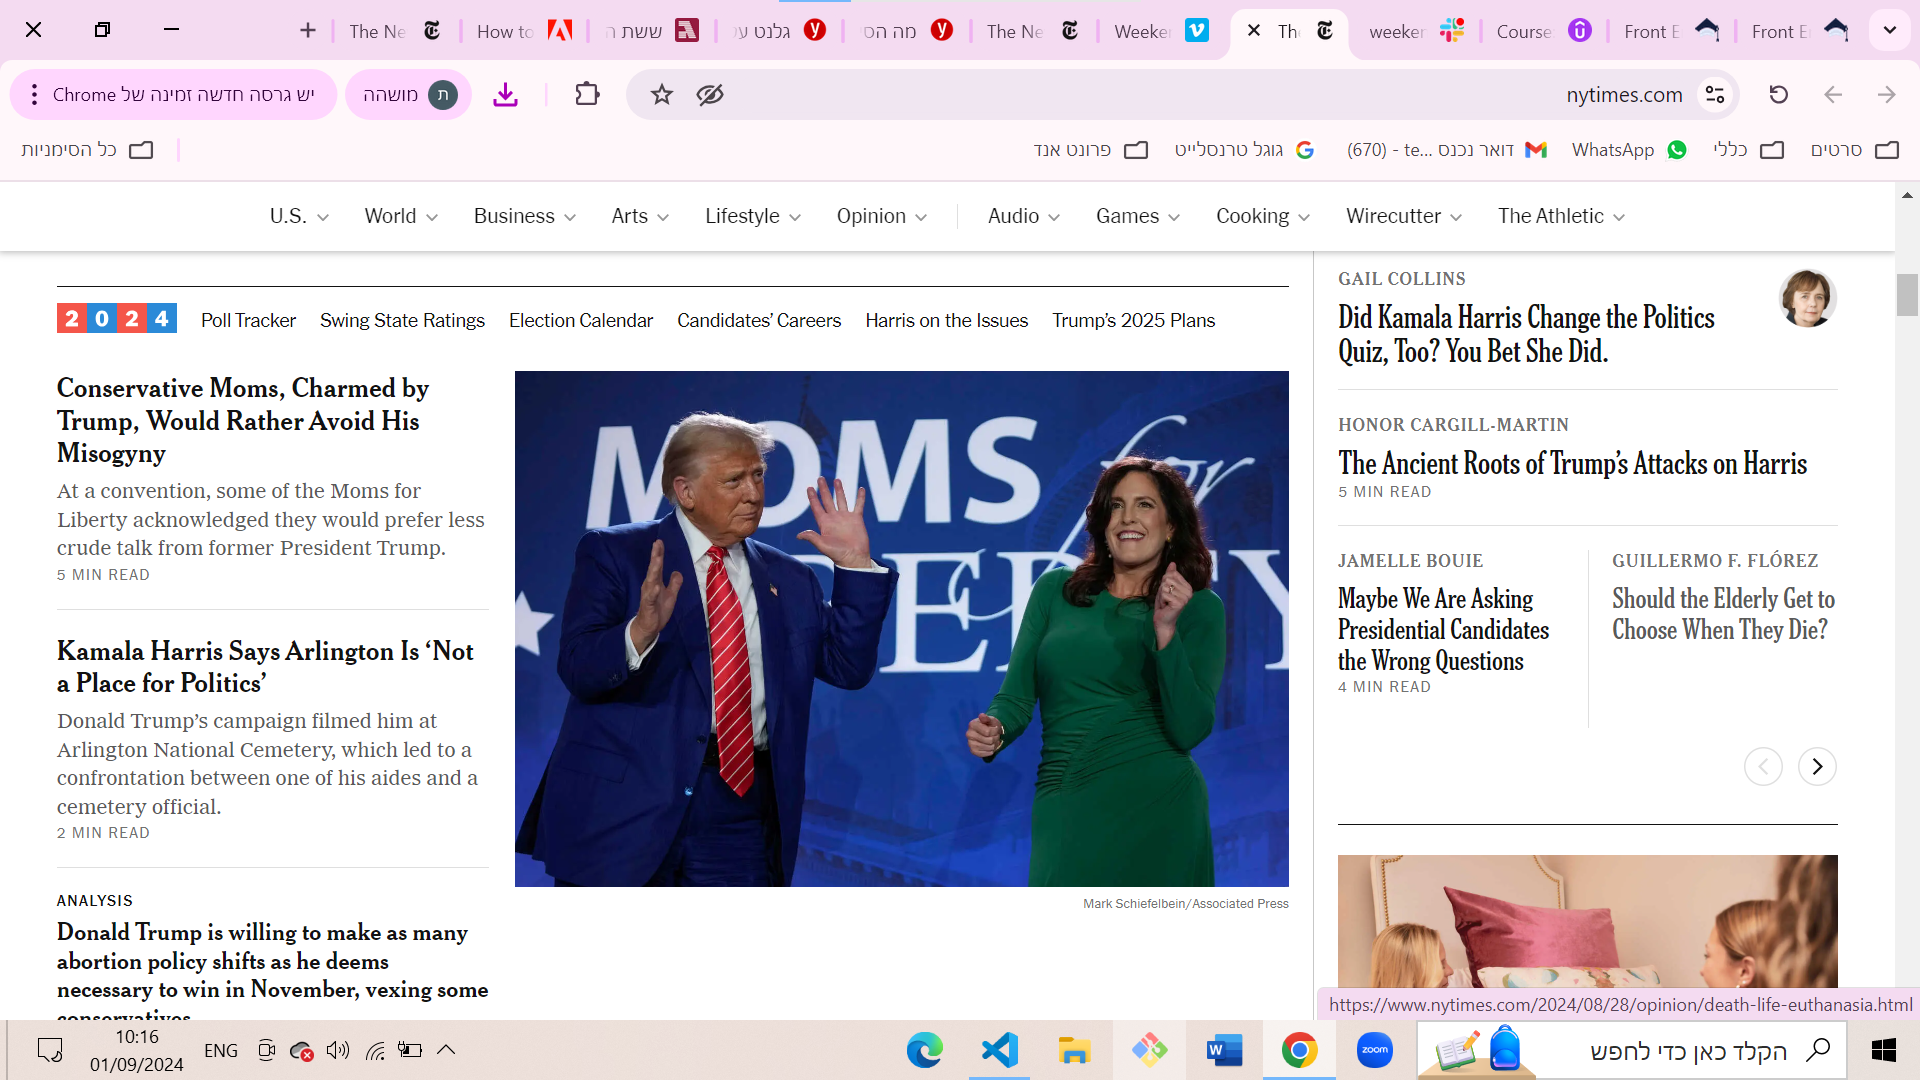 The Ne
How to
ששת ה
גלנט על
מה הסי
The Ne
Weeker
The
weeker
Course
Front E
Front E
יש גרסה חדשה זמינה של Chrome
מושהה
ת
nytimes.com
כל הסימניות
פרונט אנד
גוגל טרנסלייט
דואר נכנס (670) - te...
WhatsApp
כללי
סרטים
U.S. World Business Arts Lifestyle Opinion Audio Games Cooking Wirecutter The Athletic
2024 Poll Tracker Swing State Ratings Election Calendar Candidates’ Careers Harris on the Issues Trump’s 2025 Plans
Conservative Moms, Charmed by
Trump, Would Rather Avoid His
Misogyny
At a convention, some of the Moms for
Liberty acknowledged they would prefer less
crude talk from former President Trump.
5 MIN READ
Kamala Harris Says Arlington Is ‘Not
a Place for Politics’
Donald Trump’s campaign filmed him at
Arlington National Cemetery, which led to a
confrontation between one of his aides and a
cemetery official.
2 MIN READ
ANALYSIS
Donald Trump is willing to make as many
abortion policy shifts as he deems
necessary to win in November, vexing some
conservatives
MOMS for
Mark Schiefelbein/Associated Press
GAIL COLLINS
Did Kamala Harris Change the Politics
Quiz, Too? You Bet She Did.
HONOR CARGILL-MARTIN
The Ancient Roots of Trump’s Attacks on Harris
5 MIN READ
JAMELLE BOUIE
Maybe We Are Asking
Presidential Candidates
the Wrong Questions
4 MIN READ
GUILLERMO F. FLÓREZ
Should the Elderly Get to
Choose When They Die?
https://www.nytimes.com/2024/08/28/opinion/death-life-euthanasia.html
10:16
01/09/2024
ENG
zoom
הקלד כאן כדי לחפש